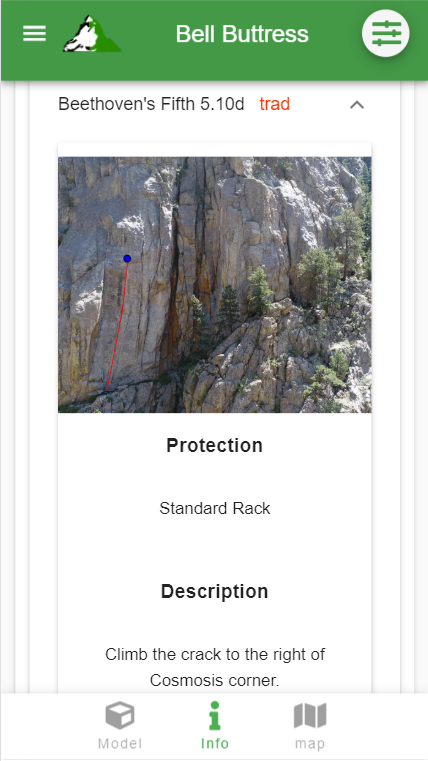 Bell Buttress
Beethoven's Fifth 5.10d trad
Protection
Standard Rack
Description
Climb the crack to the right of
Cosmosis corner.
Model
Info
map